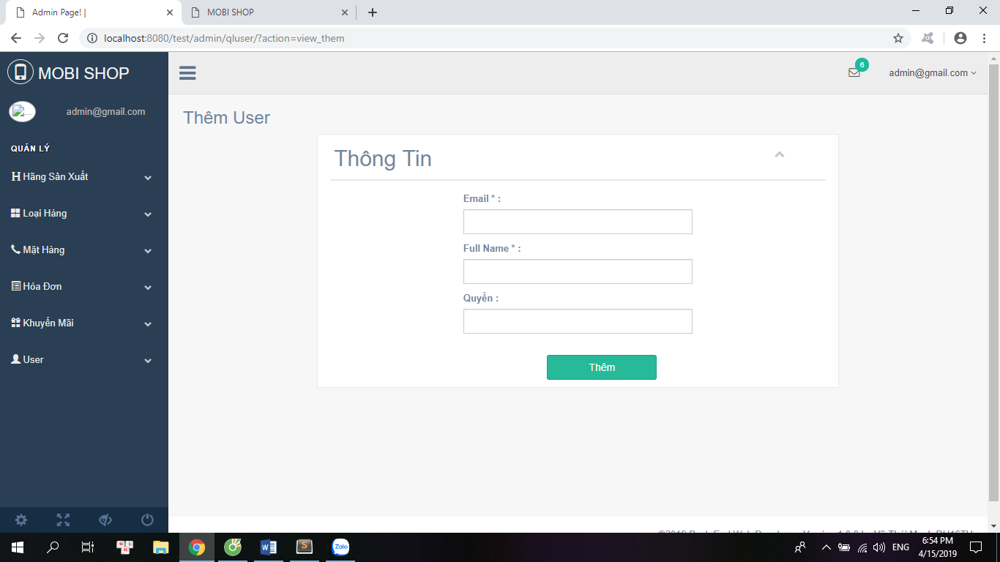 Admin Page! |
MOBI SHOP
localhost:8080/test/admin/qluser/?action=view_them
MOBI SHOP
6
admin@gmail.com
admin@gmail.com
QUẢN LÝ
Hãng Sản Xuất
Loại Hàng
Mặt Hàng
Hóa Đơn
Khuyến Mãi
User
Thêm User
Thông Tin
Email * :
Full Name * :
Quyền :
Thêm
Zalo
ENG
6:54 PM
4/15/2019